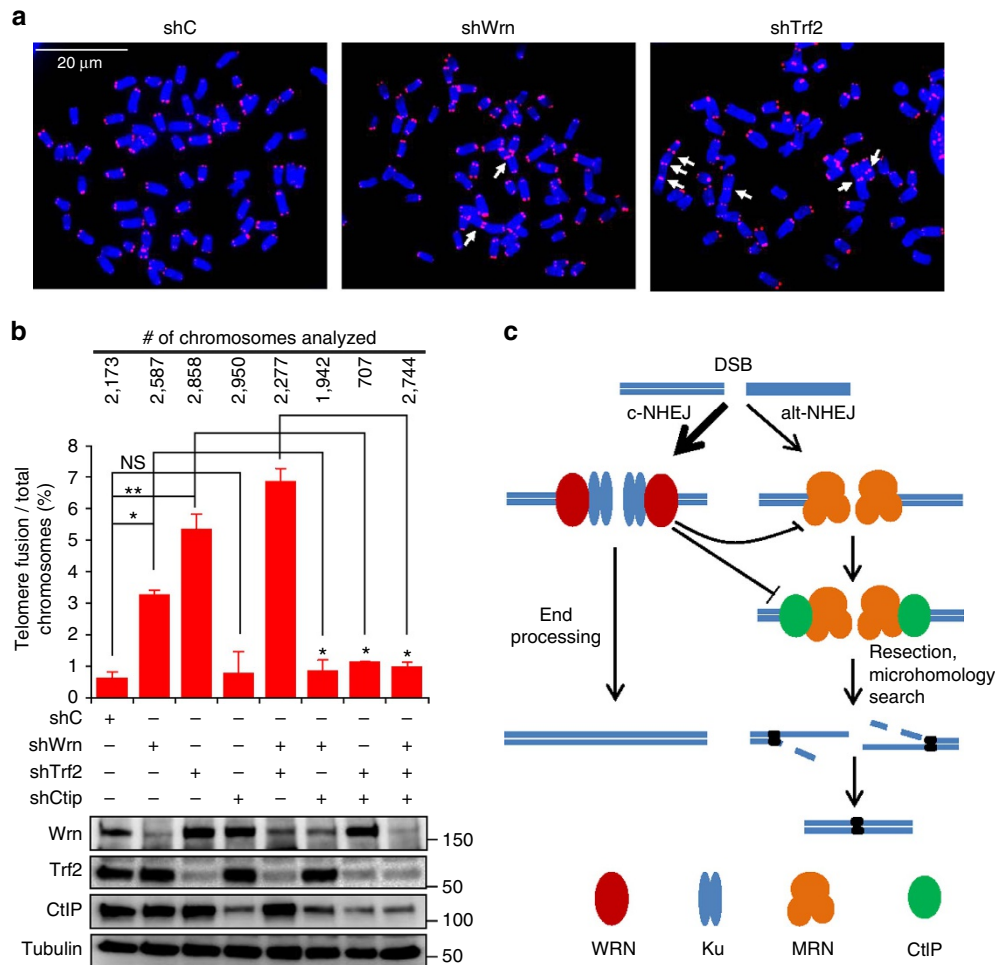 a
shC
shWrn
shTrf2
20 μm
b
# of chromosomes analyzed
2,173
2,587
2,858
2,950
2,277
1,942
707
2,744
Telomere fusion / total
chromosomes (%)
8
7
6
5
4
3
2
1
0
NS
**
*
* * *
shC + – – – – – – –
shWrn – + – – + + – +
shTrf2 – – + – + – + +
shCtip – – – + – + + +
Wrn 150
Trf2 50
CtIP 100
Tubulin 50
c
DSB
c-NHEJ
alt-NHEJ
End
processing
Resection,
microhomology
search
WRN
Ku
MRN
CtIP